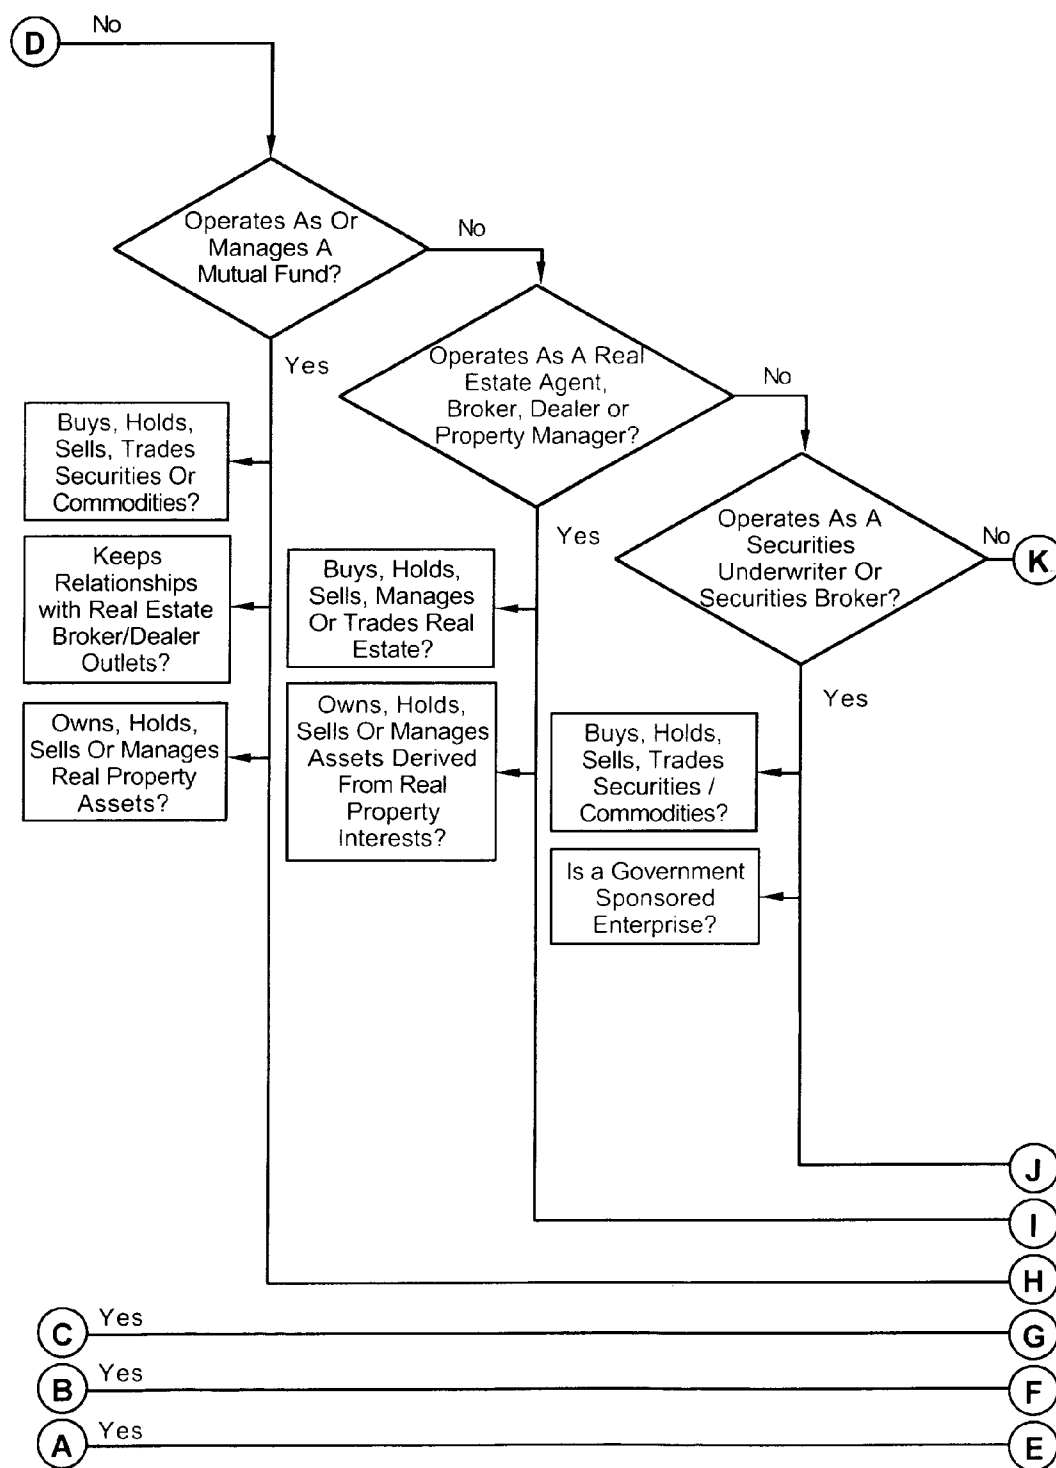 No
D
Operates As Or
Manages A
Mutual Fund?
No
Yes
Operates As A Real
Estate Agent,
Broker, Dealer or
Property Manager?
No
Buys, Holds,
Sells, Trades
Securities Or
Commodities?
Yes
Operates As A
Securities
Underwriter Or
Securities Broker?
No
K
Keeps
Relationships
with Real Estate
Broker/Dealer
Outlets?
Buys, Holds,
Sells, Manages
Or Trades Real
Estate?
Yes
Owns, Holds,
Sells Or Manages
Real Property
Assets?
Owns, Holds,
Sells Or Manages
Assets Derived
From Real
Property
Interests?
Buys, Holds,
Sells, Trades
Securities /
Commodities?
Is a Government
Sponsored
Enterprise?
J
I
H
C
Yes
G
B
Yes
F
A
Yes
E